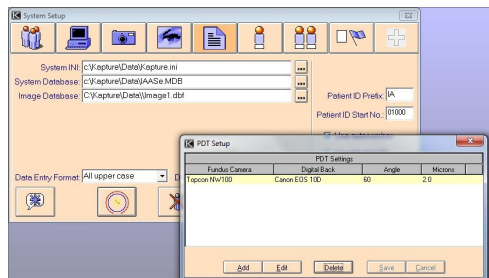 System Setup
System INI: c:\Kapture\Data\Kapture.ini ...
System Database: c:\Kapture\Data\IAASe.MDB ...
Image Database: C:\Kapture\Data\\Image1.dbf ...
Patient ID Prefix: IA
Patient ID Start No.: 01000
PDT Setup
PDT Settings
Fundus Camera Digital Back Angle Microns
Topcon NW100 Canon EOS 10D 60 2.0
Data Entry Format: All upper case D
Add Edit Delete Save Cancel